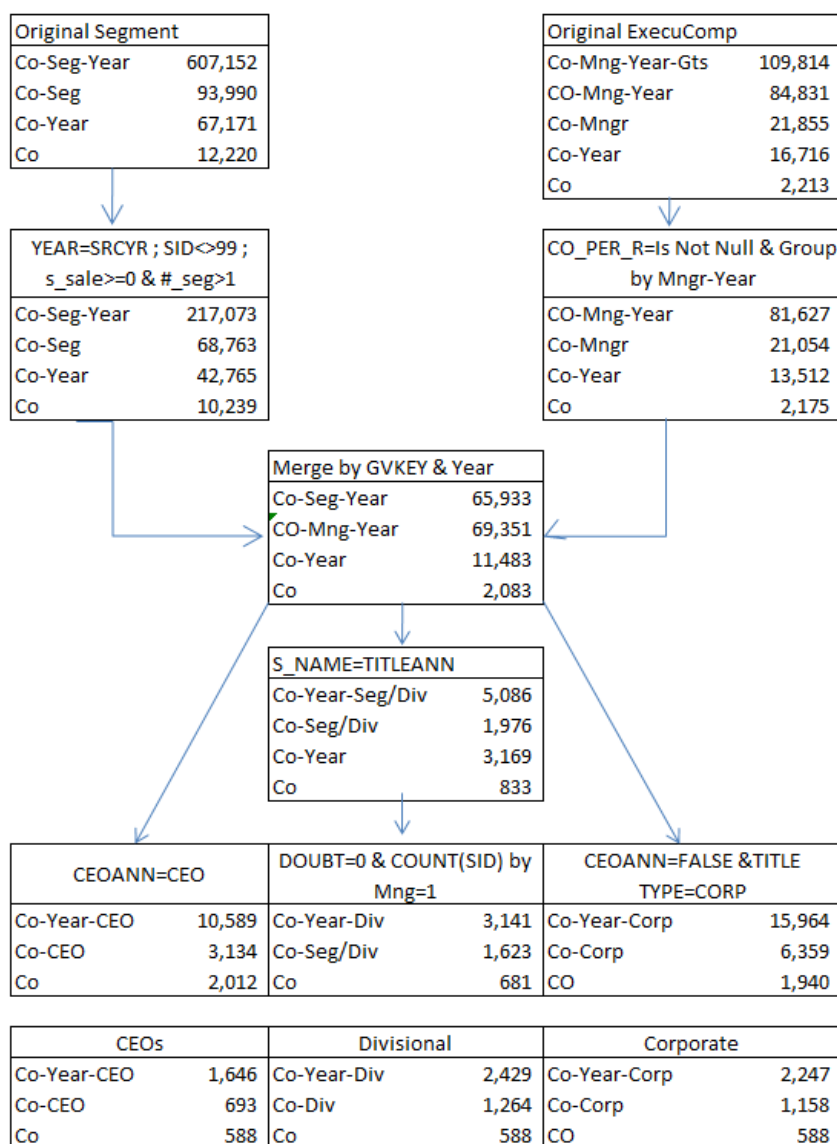 Original Segment
Co-Seg-Year 607,152
Co-Seg 93,990
Co-Year 67,171
Co 12,220
Original ExecuComp
Co-Mng-Year-Gts 109,814
CO-Mng-Year 84,831
Co-Mngr 21,855
Co-Year 16,716
Co 2,213
YEAR=SRCYR ; SID<>99 ;
s_sale>=0 & #_seg>1
Co-Seg-Year 217,073
Co-Seg 68,763
Co-Year 42,765
Co 10,239
CO_PER_R=Is Not Null & Group
by Mngr-Year
CO-Mng-Year 81,627
Co-Mngr 21,054
Co-Year 13,512
Co 2,175
Merge by GVKEY & Year
Co-Seg-Year 65,933
CO-Mng-Year 69,351
Co-Year 11,483
Co 2,083
S_NAME=TITLEANN
Co-Year-Seg/Div 5,086
Co-Seg/Div 1,976
Co-Year 3,169
Co 833
CEOANN=CEO
Co-Year-CEO 10,589
Co-CEO 3,134
Co 2,012
DOUBT=0 & COUNT(SID) by
Mng=1
Co-Year-Div 3,141
Co-Seg/Div 1,623
Co 681
CEOANN=FALSE &TITLE
TYPE=CORP
Co-Year-Corp 15,964
Co-Corp 6,359
CO 1,940
CEOs
Co-Year-CEO 1,646
Co-CEO 693
Co 588
Divisional
Co-Year-Div 2,429
Co-Div 1,264
Co 588
Corporate
Co-Year-Corp 2,247
Co-Corp 1,158
CO 588